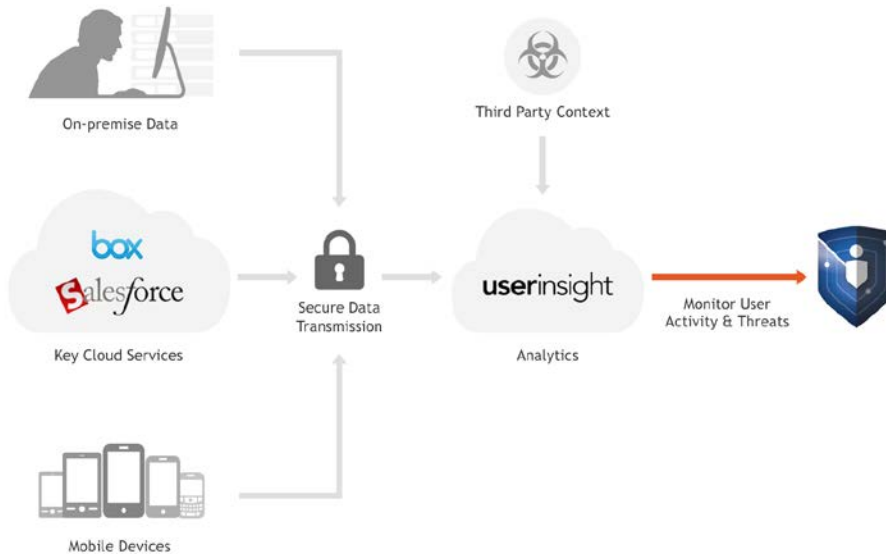 On-premise Data
Third Party Context
box
salesforce
userinsight
Secure Data
Transmission
Monitor User
Activity & Threats
Key Cloud Services
Analytics
Mobile Devices